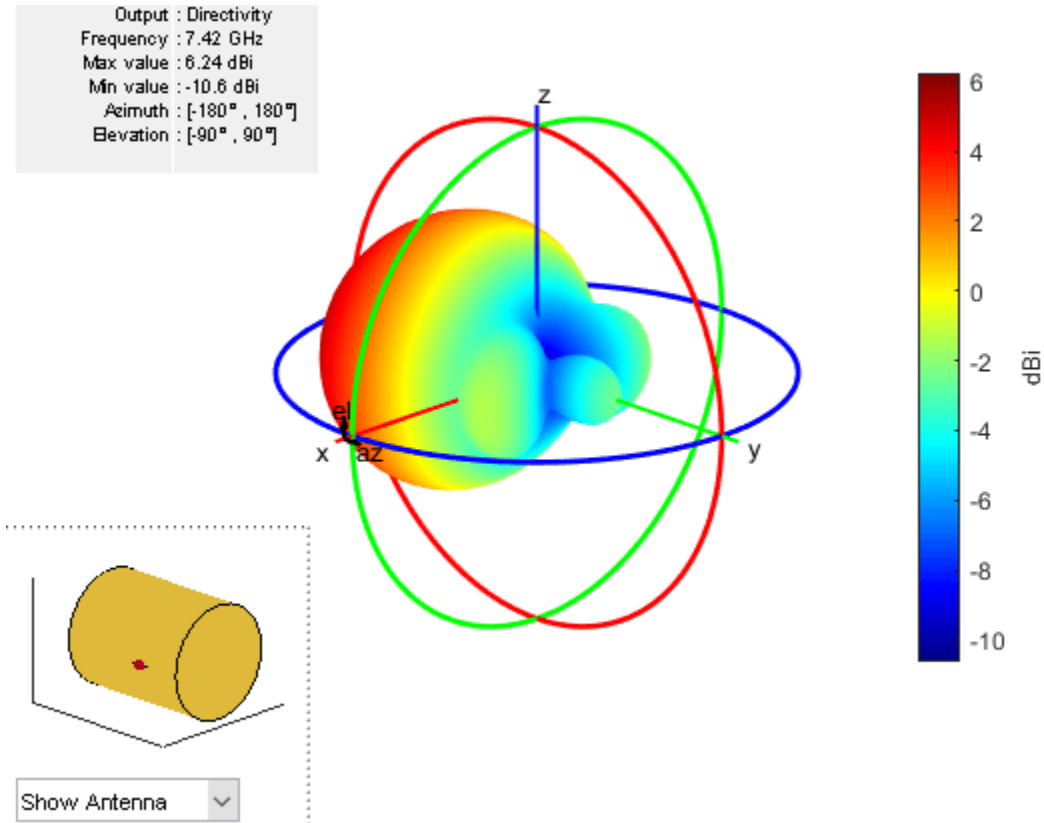 Output : Directivity
Frequency : 7.42 GHz
Max value : 6.24 dBi
Min value : -10.6 dBi
Azimuth : [-180° , 180°]
Elevation : [-90° , 90°]
z
x
y
el
az
6
4
2
0
-2
-4
-6
-8
-10
dBi
Show Antenna